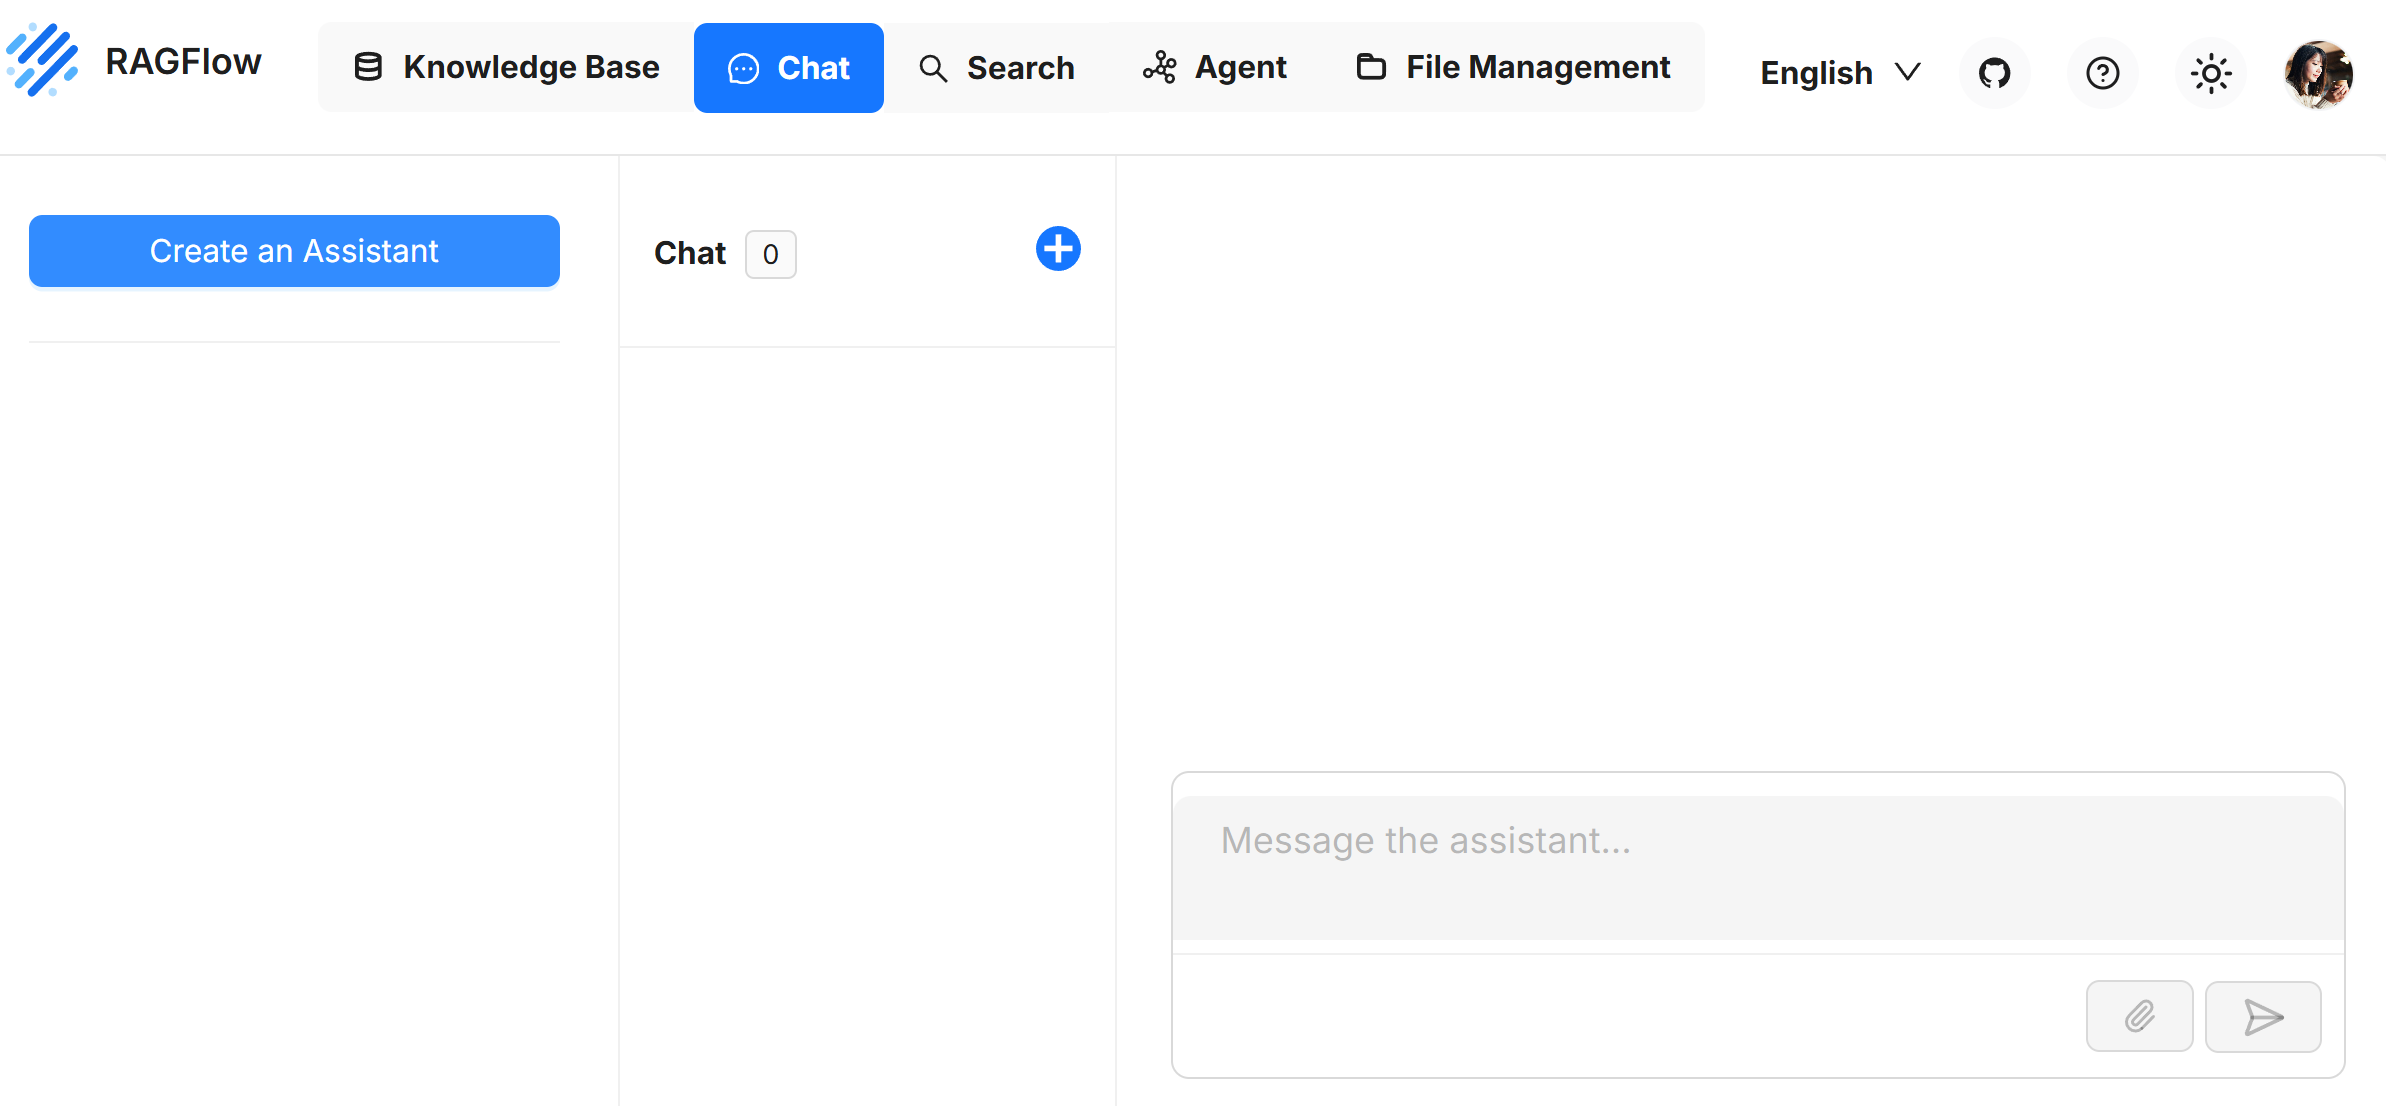 RAGFlow
Knowledge Base
Chat
Search
Agent
File Management
English
Create an Assistant
Chat 0
Message the assistant...